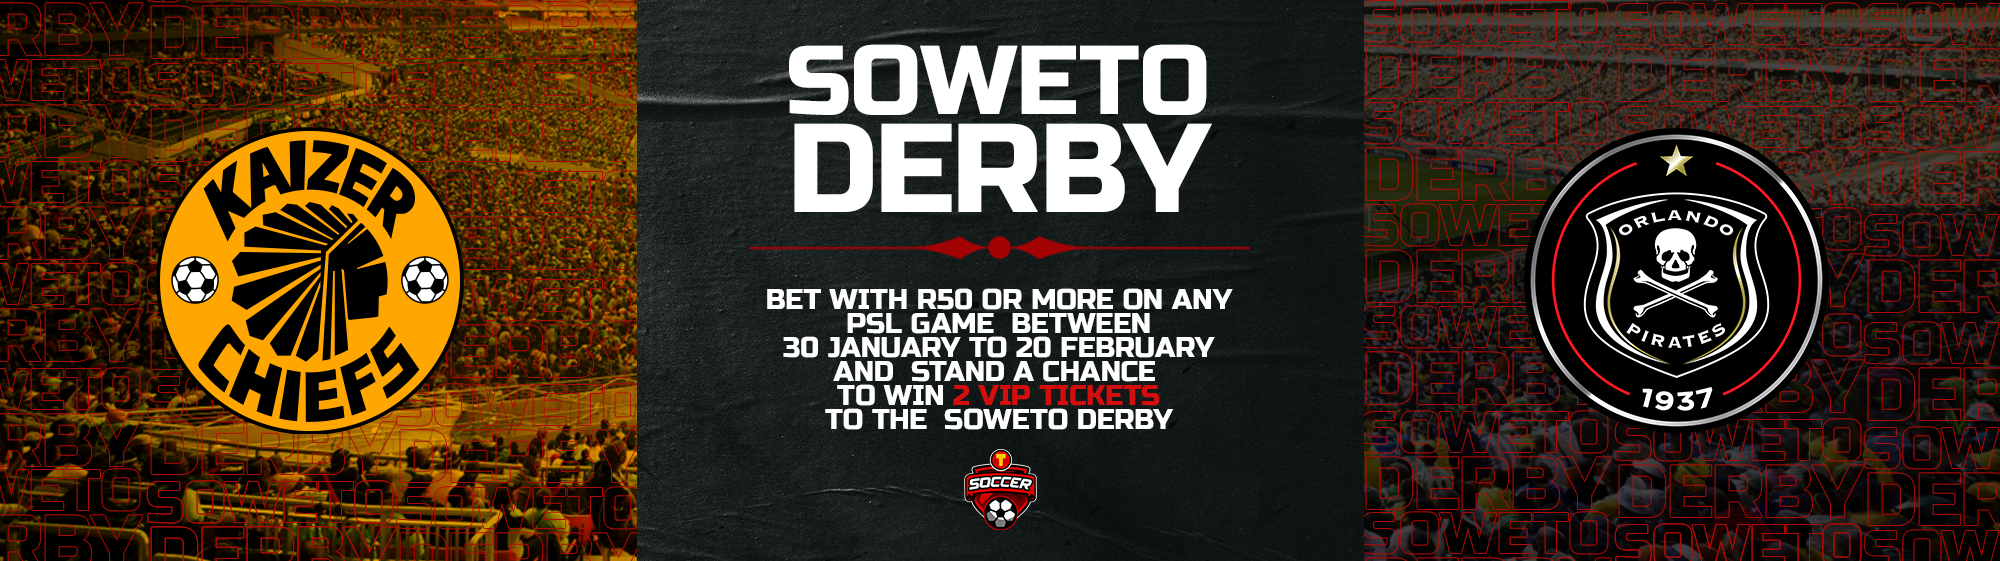 KAIZER
CHIEFS
SOWETO
DERBY
BET WITH R50 OR MORE ON ANY
PSL GAME BETWEEN
30 JANUARY TO 20 FEBRUARY
AND STAND A CHANCE
TO WIN 2 VIP TICKETS
TO THE SOWETO DERBY
T
SOCCER
ORLANDO
PIRATES
1937